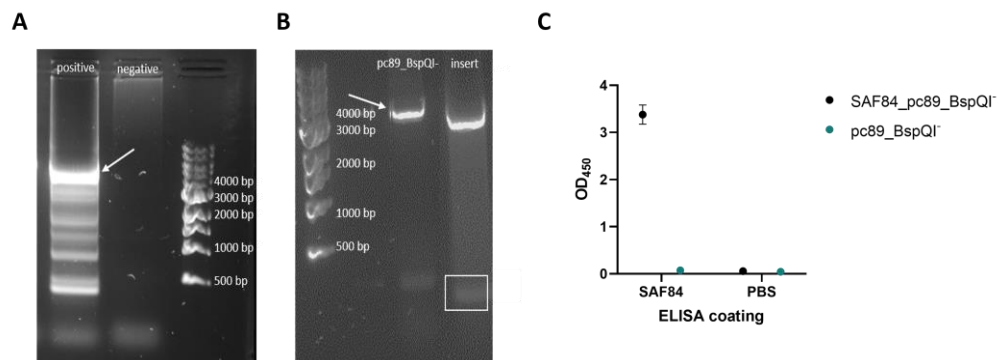 A
positive negative
4000 bp
3000 bp
2000 bp
1000 bp
500 bp
B
pc89_BspQI- insert
4000 bp
3000 bp
2000 bp
1000 bp
500 bp
C
4
3
2
1
0
OD450
SAF84 PBS
ELISA coating
SAF84_pc89_BspQI-
pc89_BspQI-